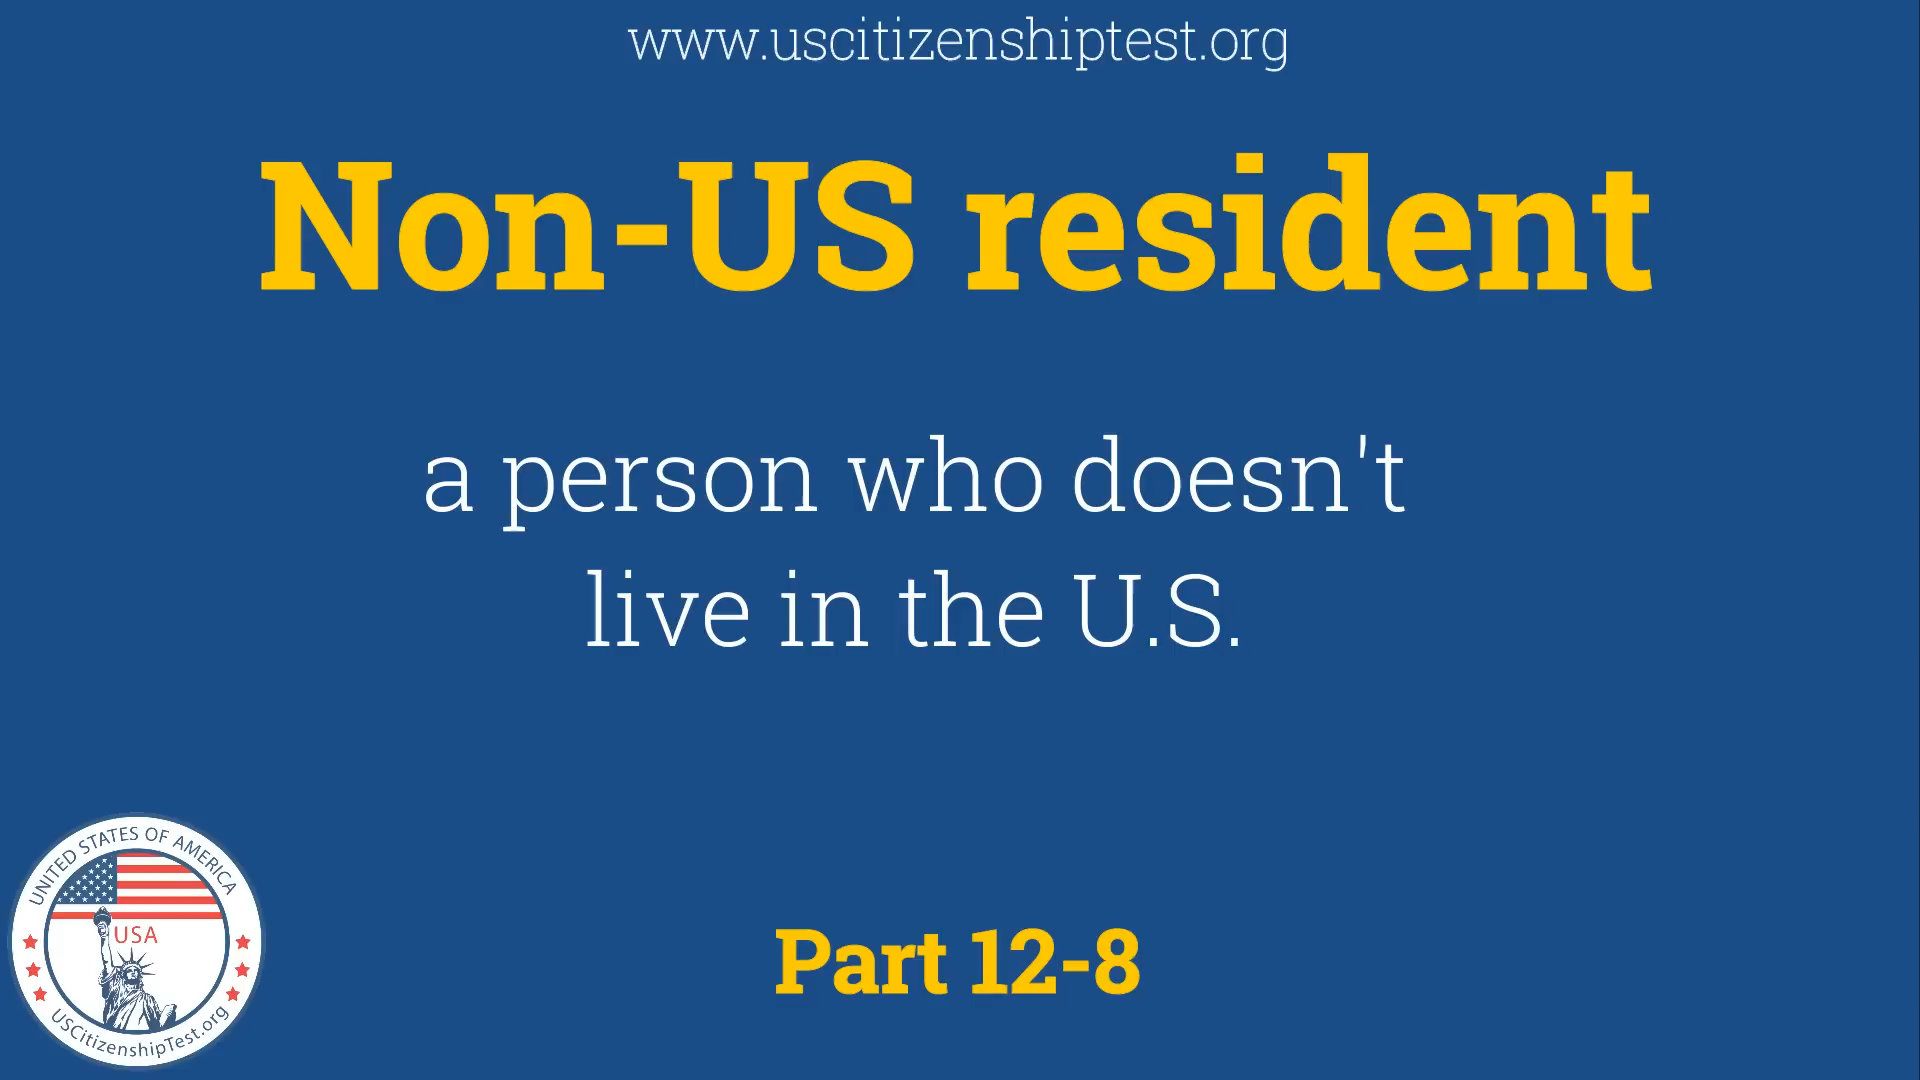 www.uscitizenshiptest.org
Non-US resident
a person who doesn't
live in the U.S.
Part 12-8
UNITED STATES OF AMERICA
USA
USCitizenshipTest.org